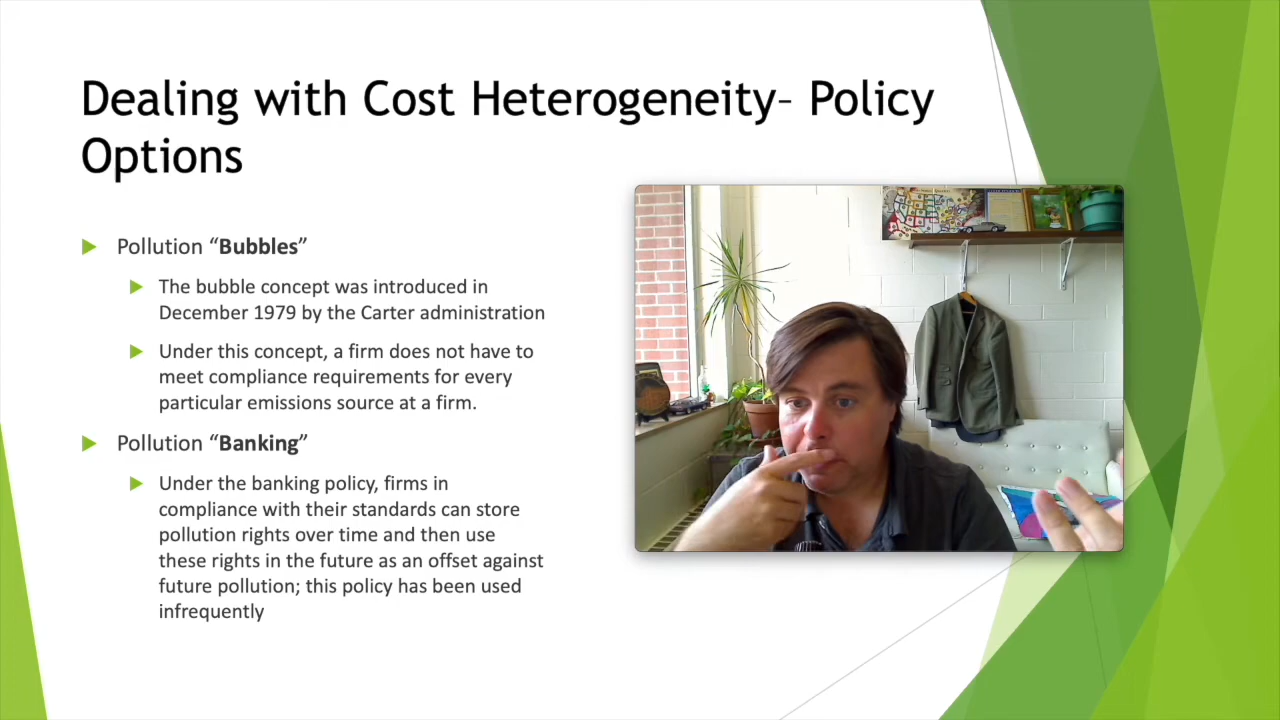 Dealing with Cost Heterogeneity– Policy
Options
Pollution “Bubbles”
The bubble concept was introduced in
December 1979 by the Carter administration
Under this concept, a firm does not have to
meet compliance requirements for every
particular emissions source at a firm.
Pollution “Banking”
Under the banking policy, firms in
compliance with their standards can store
pollution rights over time and then use
these rights in the future as an offset against
future pollution; this policy has been used
infrequently